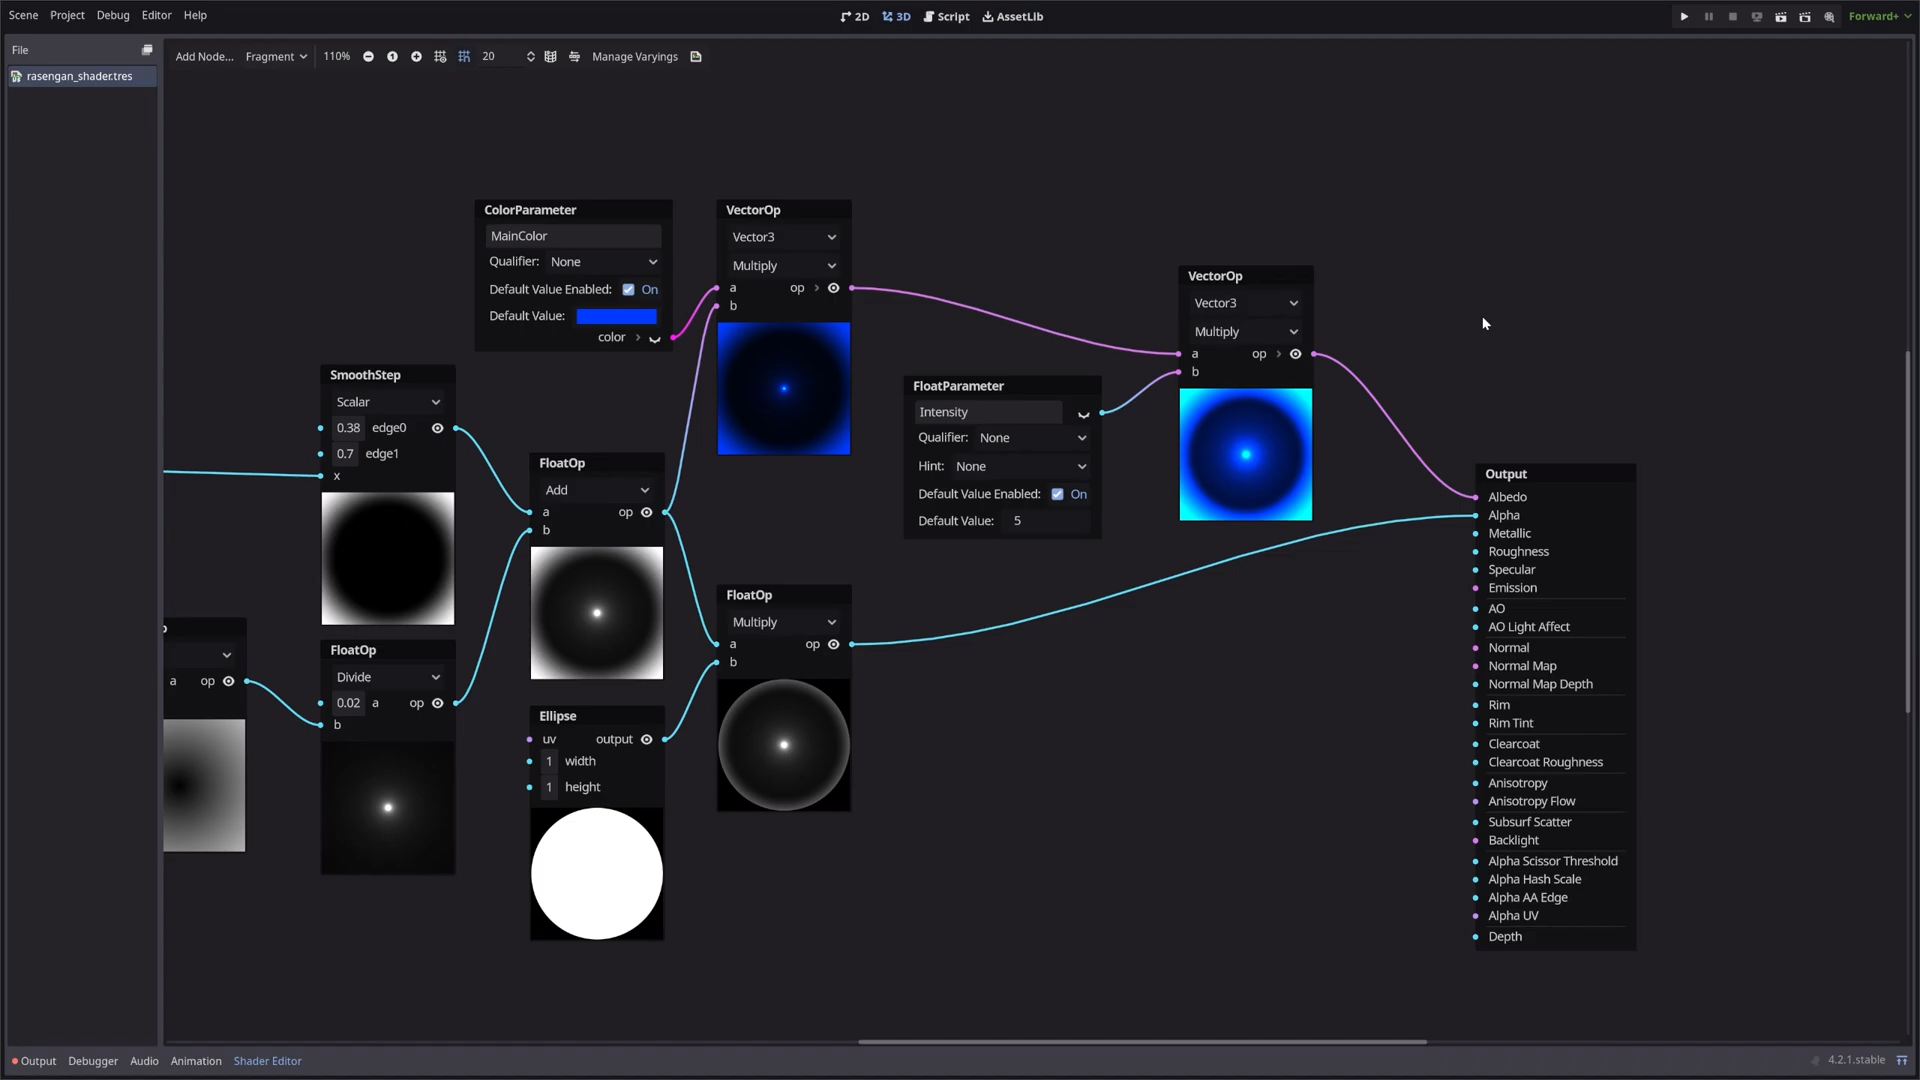 Scene Project Debug Editor Help 2D 3D Script AssetLib Forward+
File Add Node... Fragment 110% 20 Manage Varyings
rasengan_shader.tres
ColorParameter
MainColor
Qualifier: None
Default Value Enabled: On
Default Value:
color
VectorOp
Vector3
Multiply
a op
b
VectorOp
Vector3
Multiply
a op
b
FloatParameter
Intensity
Qualifier: None
Hint: None
Default Value Enabled: On
Default Value: 5
SmoothStep
Scalar
0.38 edge0
0.7 edge1
x
FloatOp
Add
a op
b
a op
FloatOp
Divide
0.02 a op
b
FloatOp
Multiply
a op
b
Ellipse
uv output
1 width
1 height
Output
Albedo
Alpha
Metallic
Roughness
Specular
Emission
AO
AO Light Affect
Normal
Normal Map
Normal Map Depth
Rim
Rim Tint
Clearcoat
Clearcoat Roughness
Anisotropy
Anisotropy Flow
Subsurf Scatter
Backlight
Alpha Scissor Threshold
Alpha Hash Scale
Alpha AA Edge
Alpha UV
Depth
Output Debugger Audio Animation Shader Editor 4.2.1.stable